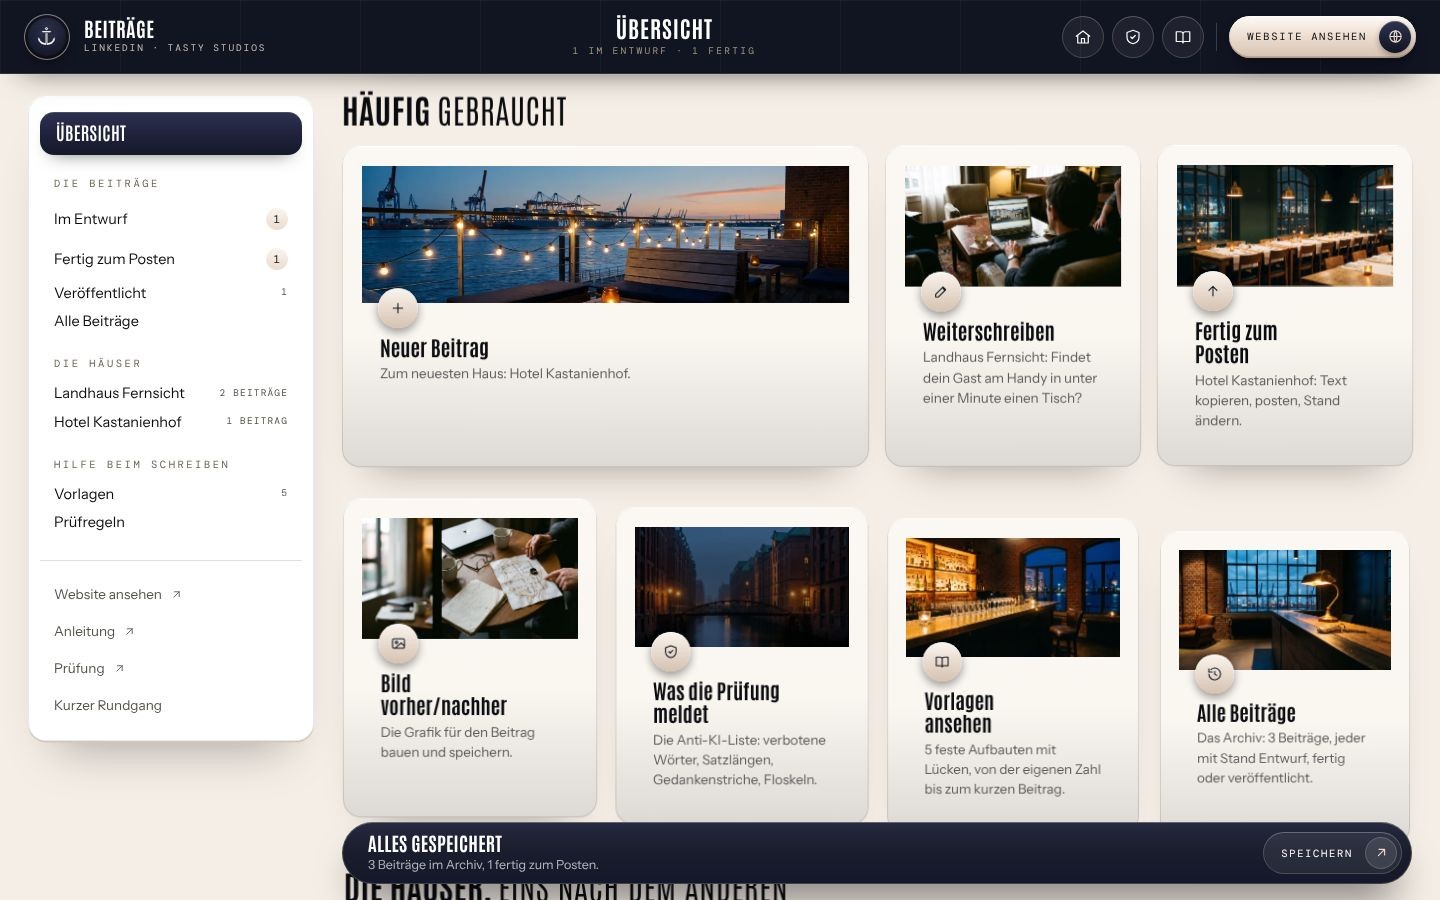 BEITRÄGE
LINKEDIN · TASTY STUDIOS
ÜBERSICHT
1 IM ENTWURF · 1 FERTIG
WEBSITE ANSEHEN
ÜBERSICHT
DIE BEITRÄGE
Im Entwurf 1
Fertig zum Posten 1
Veröffentlicht 1
Alle Beiträge
DIE HÄUSER
Landhaus Fernsicht 2 BEITRÄGE
Hotel Kastanienhof 1 BEITRAG
HILFE BEIM SCHREIBEN
Vorlagen 5
Prüfregeln
Website ansehen
Anleitung
Prüfung
Kurzer Rundgang
HÄUFIG GEBRAUCHT
Neuer Beitrag
Zum neuesten Haus: Hotel Kastanienhof.
Weiterschreiben
Landhaus Fernsicht: Findet
dein Gast am Handy in unter
einer Minute einen Tisch?
Fertig zum
Posten
Hotel Kastanienhof: Text
kopieren, posten, Stand
ändern.
Bild
vorher/nachher
Die Grafik für den Beitrag
bauen und speichern.
Was die Prüfung
meldet
Die Anti-KI-Liste: verbotene
Wörter, Satzlängen,
Gedankenstriche, Floskeln.
Vorlagen
ansehen
5 feste Aufbauten mit
Lücken, von der eigenen Zahl
bis zum kurzen Beitrag.
Alle Beiträge
Das Archiv: 3 Beiträge, jeder
mit Stand Entwurf, fertig
oder veröffentlicht.
ALLES GESPEICHERT
3 Beiträge im Archiv, 1 fertig zum Posten.
SPEICHERN
DIE HÄUSER, EINS NACH DEM ANDEREN